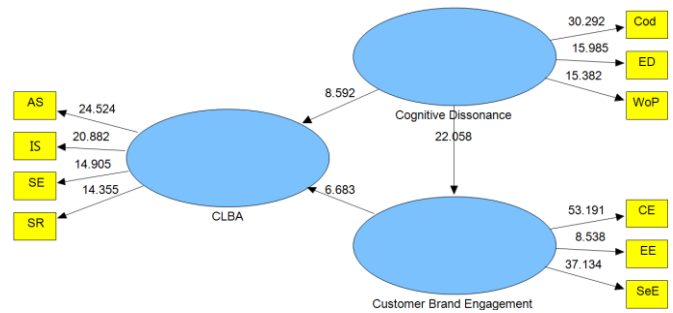 30.292
Cod
15.985
ED
15.382
WoP
Cognitive Dissonance
8.592
22.058
AS
24.524
IS
20.882
SE
14.905
SR
14.355
CLBA
6.683
53.191
CE
8.538
EE
37.134
SeE
Customer Brand Engagement